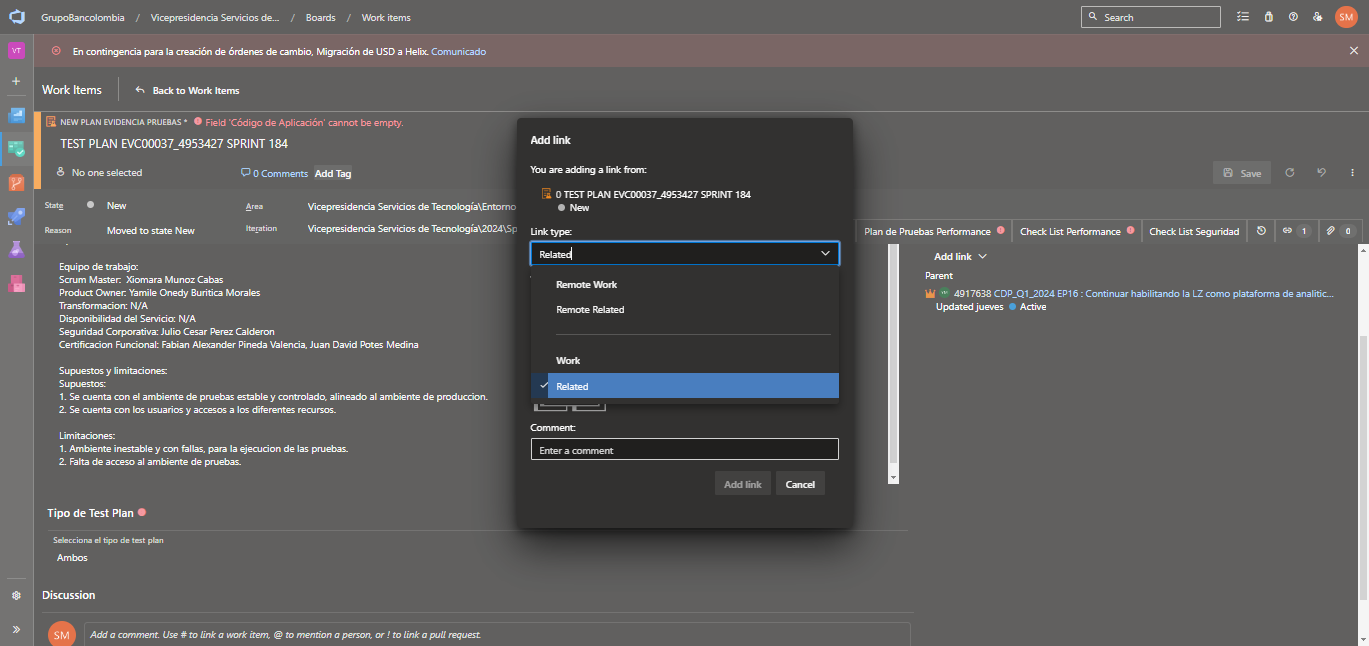 GrupoBancolombia / Vicepresidencia Servicios de... / Boards / Work items
Search
SM
VT
En contingencia para la creación de órdenes de cambio, Migración de USD a Helix. Comunicado
Work Items
Back to Work Items
NEW PLAN EVIDENCIA PRUEBAS * Field 'Código de Aplicación' cannot be empty.
TEST PLAN EVC00037_4953427 SPRINT 184
No one selected
0 Comments
Add Tag
Save
State
New
Area
Vicepresidencia Servicios de Tecnología\Entorno
Reason
Moved to state New
Iteration
Vicepresidencia Servicios de Tecnología\2024\Sp
Plan de Pruebas Performance
Check List Performance
Check List Seguridad
1
0
Equipo de trabajo:
Scrum Master: Xiomara Munoz Cabas
Product Owner: Yamile Onedy Buritica Morales
Transformacion: N/A
Disponibilidad del Servicio: N/A
Seguridad Corporativa: Julio Cesar Perez Calderon
Certificacion Funcional: Fabian Alexander Pineda Valencia, Juan David Potes Medina
Supuestos y limitaciones:
Supuestos:
1. Se cuenta con el ambiente de pruebas estable y controlado, alineado al ambiente de produccion.
2. Se cuenta con los usuarios y accesos a los diferentes recursos.
Limitaciones:
1. Ambiente inestable y con fallas, para la ejecucion de las pruebas.
2. Falta de acceso al ambiente de pruebas.
Tipo de Test Plan
Selecciona el tipo de test plan
Ambos
Discussion
SM
Add a comment. Use # to link a work item, @ to mention a person, or ! to link a pull request.
Add link
You are adding a link from:
0 TEST PLAN EVC00037_4953427 SPRINT 184
New
Link type:
Related
Remote Work
Remote Related
Work
Related
Comment:
Enter a comment
Add link
Cancel
Add link
Parent
4917638 CDP_Q1_2024 EP16 : Continuar habilitando la LZ como plataforma de analitic...
Updated jueves
Active